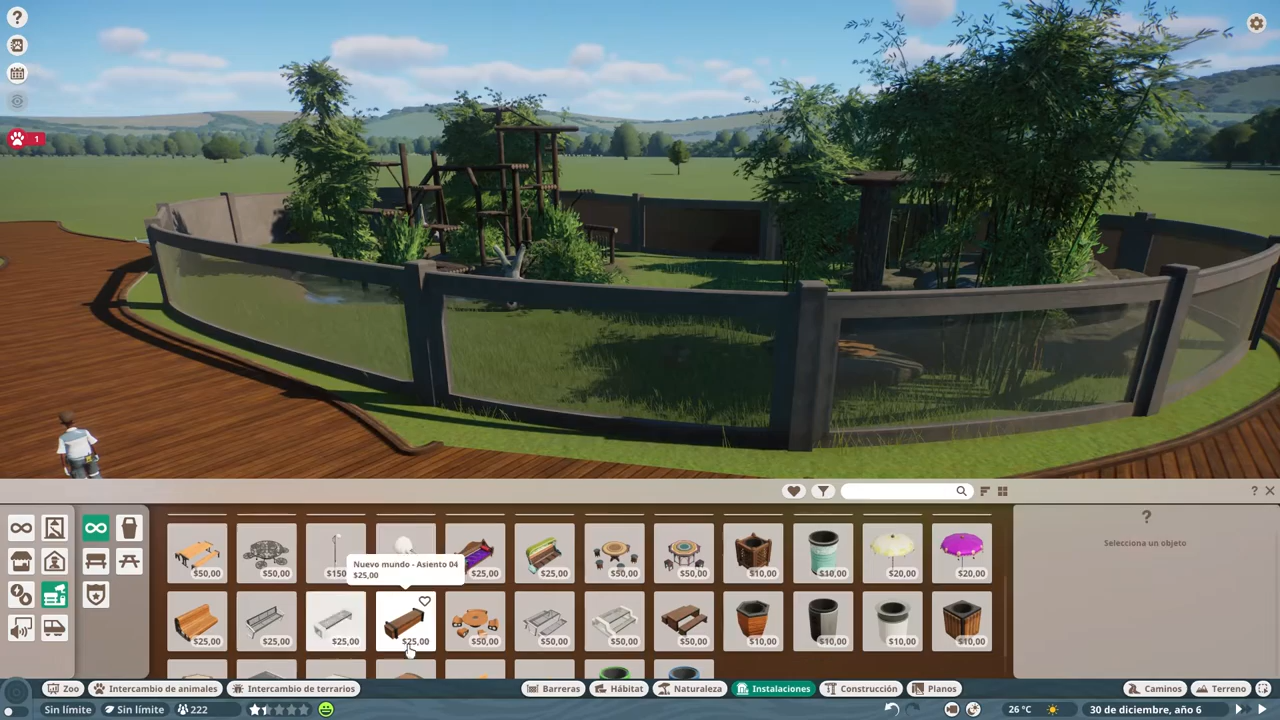 ?
1
? 
?
Selecciona un objeto
$50,00 $50,00 $150 $25,00 $25,00 $50,00 $50,00 $10,00 $10,00 $20,00 $20,00
Nuevo mundo - Asiento 04
$25,00
$25,00 $25,00 $25,00 $25,00 $50,00 $50,00 $50,00 $50,00 $10,00 $10,00 $10,00 $10,00
Zoo Intercambio de animales Intercambio de terrarios Barreras Hábitat Naturaleza Instalaciones Construcción Planos Caminos Terreno
Sin límite Sin límite 222 26 °C 30 de diciembre, año 6